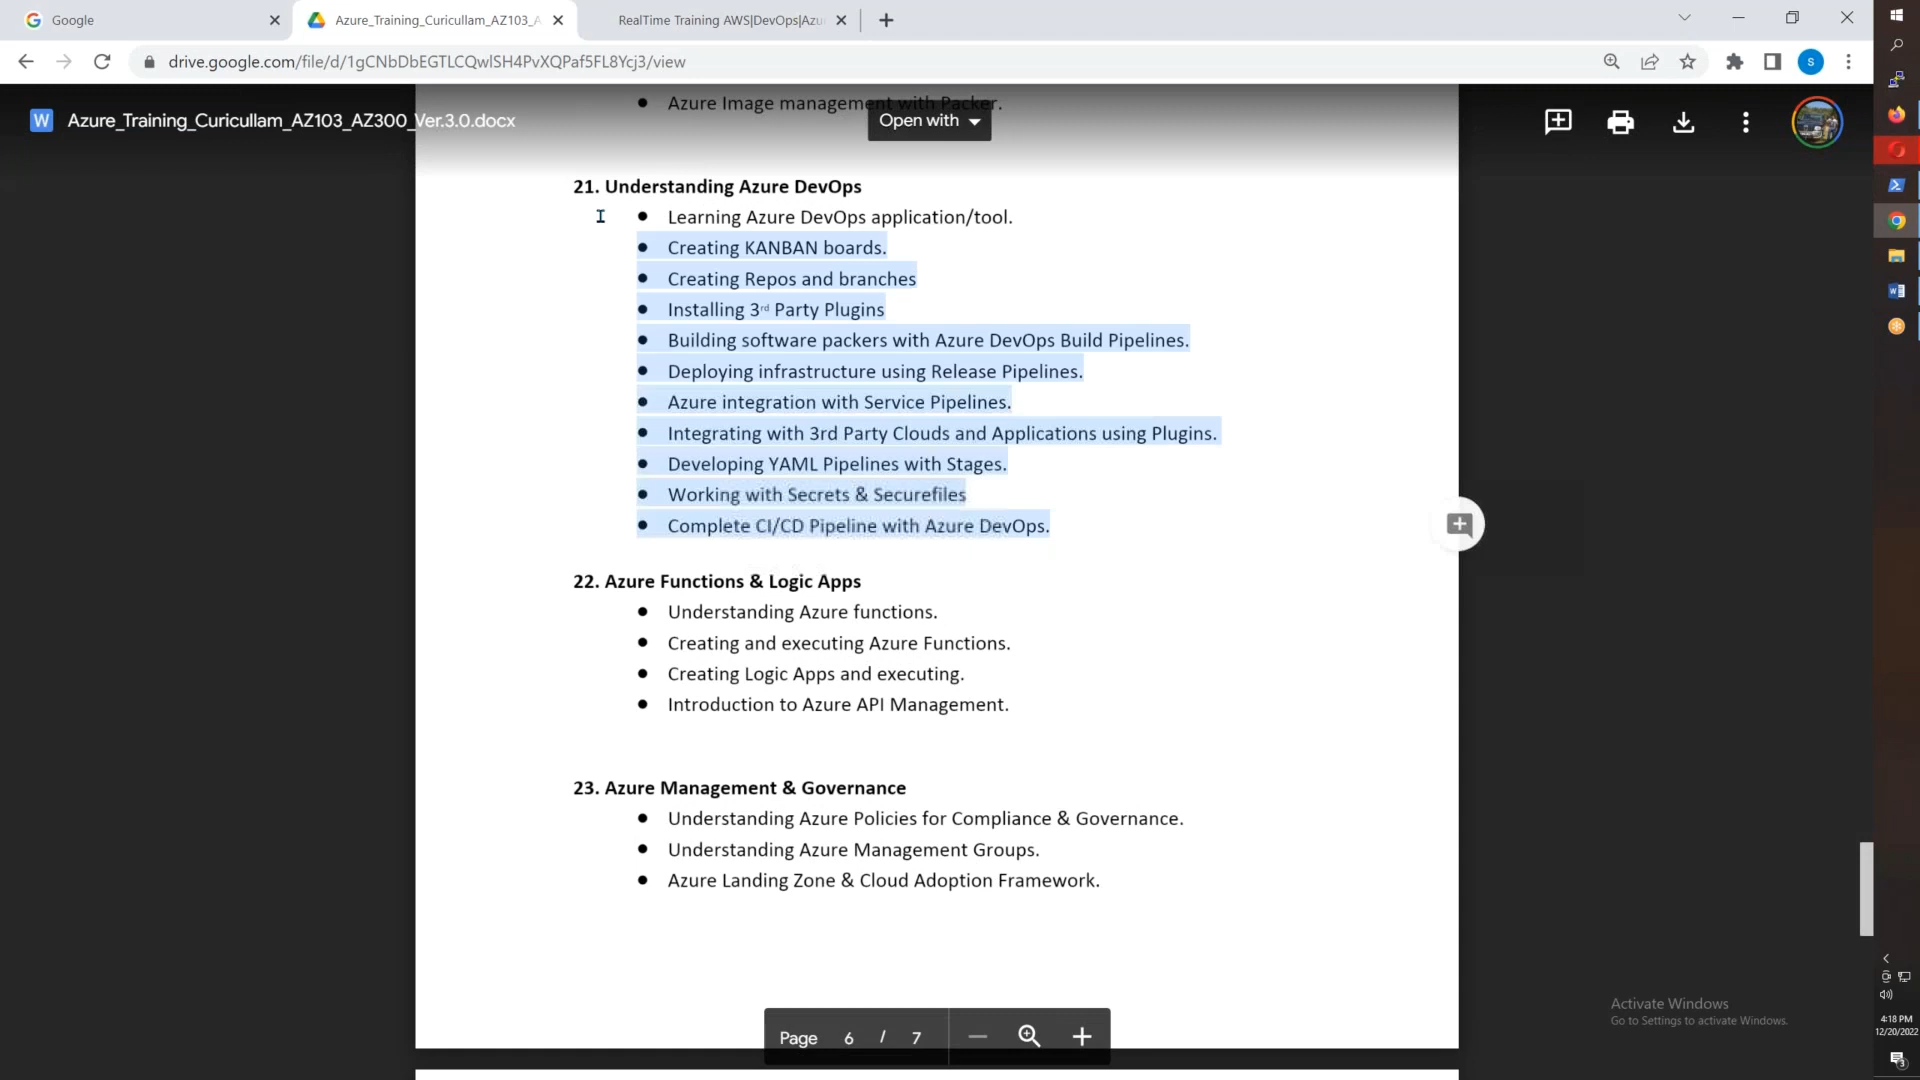 Google
Azure_Training_Curicullam_AZ103_A
RealTime Training AWS|DevOps|Azu
drive.google.com/file/d/1gCNbDbEGTLCQwlSH4PvXQPaf5FL8Ycj3/view
S
Azure Image management with Packer.
W Azure_Training_Curicullam_AZ103_AZ300_Ver.3.0.docx
Open with
21. Understanding Azure DevOps
• Learning Azure DevOps application/tool.
• Creating KANBAN boards.
• Creating Repos and branches
• Installing 3rd Party Plugins
• Building software packers with Azure DevOps Build Pipelines.
• Deploying infrastructure using Release Pipelines.
• Azure integration with Service Pipelines.
• Integrating with 3rd Party Clouds and Applications using Plugins.
• Developing YAML Pipelines with Stages.
• Working with Secrets & Securefiles
• Complete CI/CD Pipeline with Azure DevOps.
22. Azure Functions & Logic Apps
• Understanding Azure functions.
• Creating and executing Azure Functions.
• Creating Logic Apps and executing.
• Introduction to Azure API Management.
23. Azure Management & Governance
• Understanding Azure Policies for Compliance & Governance.
• Understanding Azure Management Groups.
• Azure Landing Zone & Cloud Adoption Framework.
Page 6 / 7
Activate Windows
Go to Settings to activate Windows.
4:18 PM
12/20/2022
3